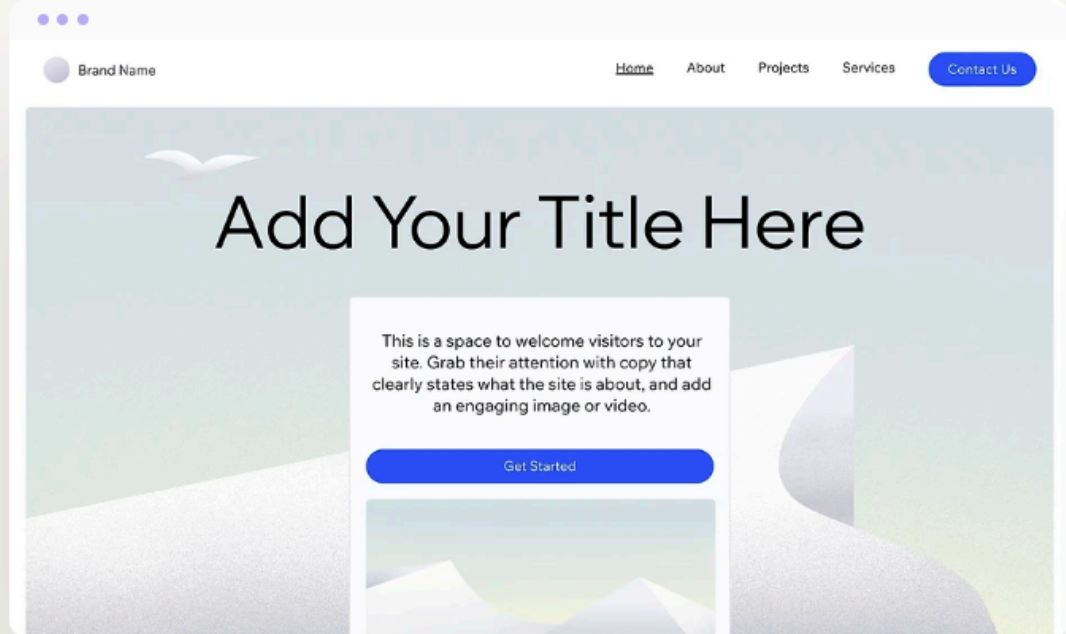 Brand Name
Home
About
Projects
Services
Contact Us
Add Your Title Here
This is a space to welcome visitors to your
site. Grab their attention with copy that
clearly states what the site is about, and add
an engaging image or video.
Get Started